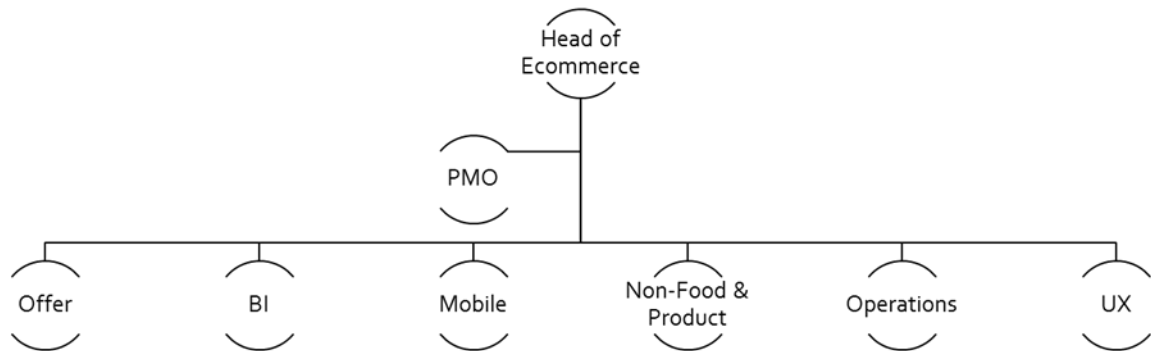 Head of
Ecommerce
PMO
Offer
BI
Mobile
Non-Food &
Product
Operations
UX